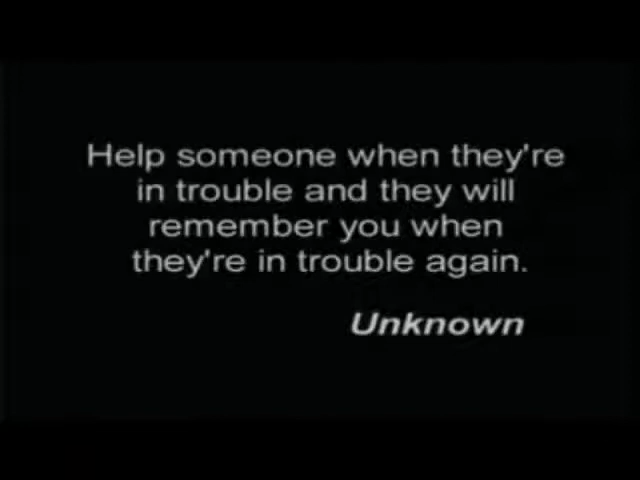 Help someone when they're
in trouble and they will
remember you when
they're in trouble again.
Unknown